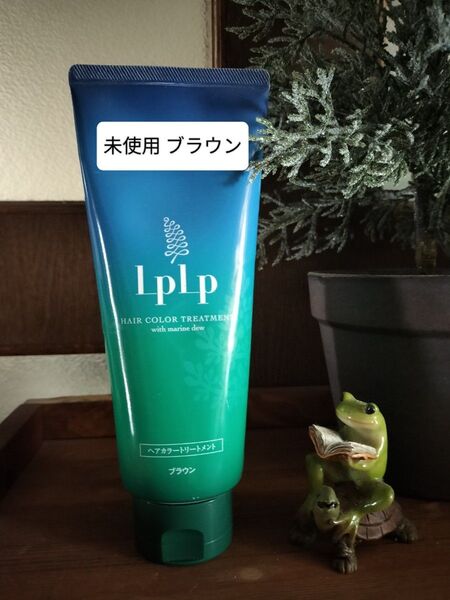 未使用 ブラウン
LpLp
HAIR COLOR TREATMENT
with marine dew
ヘアカラートリートメント
ブラウン